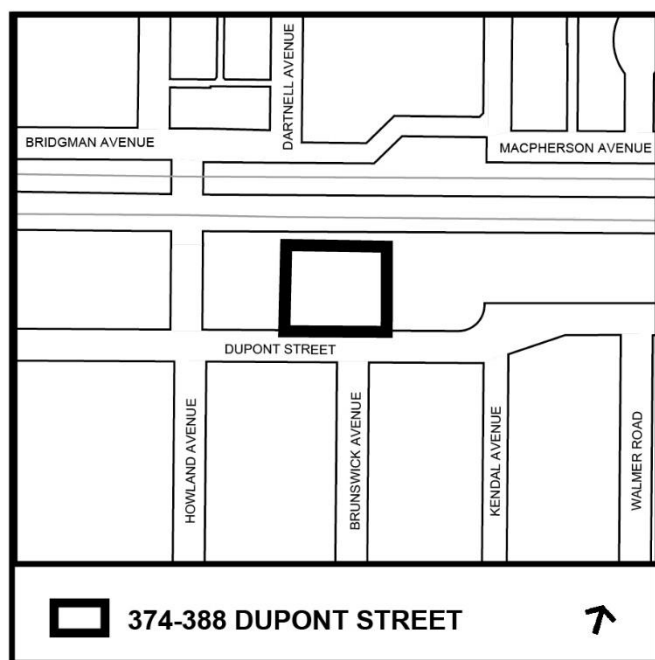 DARTNELL AVENUE
BRIDGMAN AVENUE
MACPHERSON AVENUE
DUPONT STREET
HOWLAND AVENUE
BRUNSWICK AVENUE
KENDAL AVENUE
WALMER ROAD
374-388 DUPONT STREET